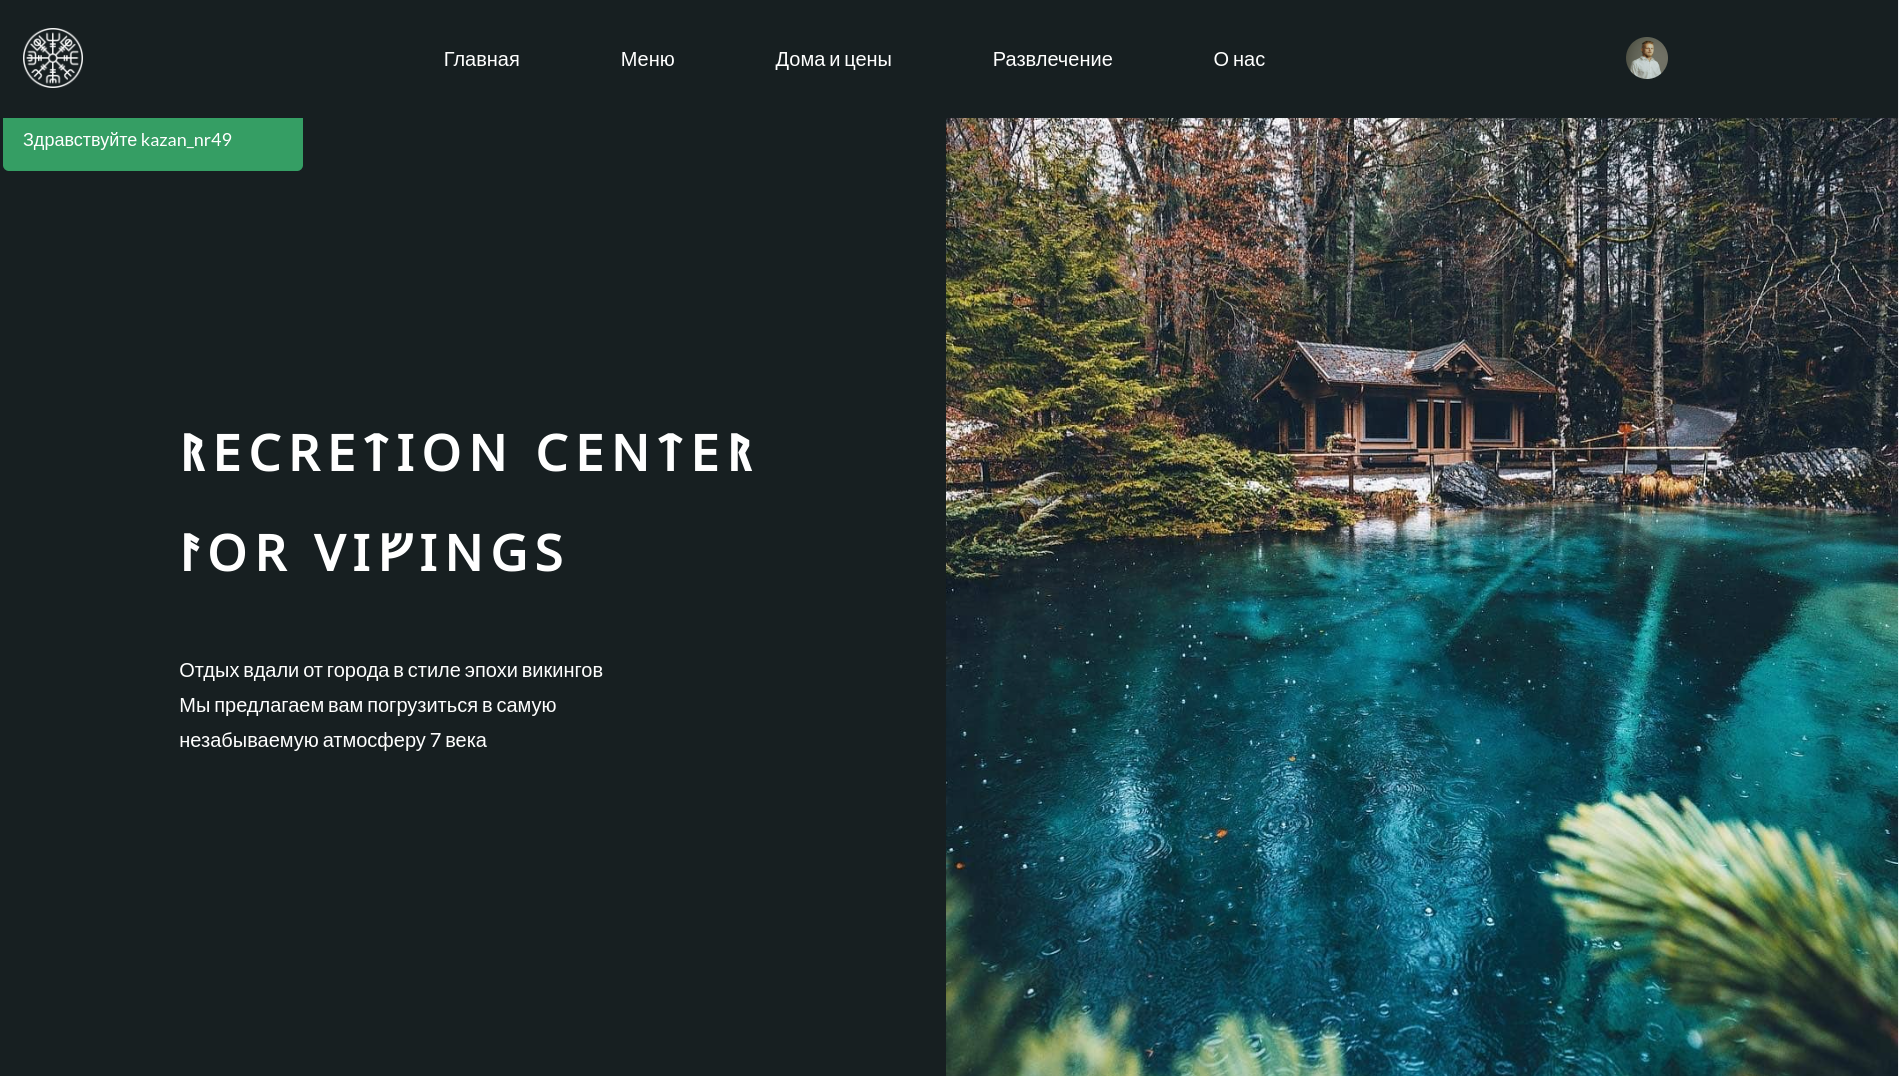 Главная
Меню
Дома и цены
Развлечение
О нас
Здравствуйте kazan_nr49
RECRETION CENTER
FOR VIKINGS
Отдых вдали от города в стиле эпохи викингов
Мы предлагаем вам погрузиться в самую
незабываемую атмосферу 7 века